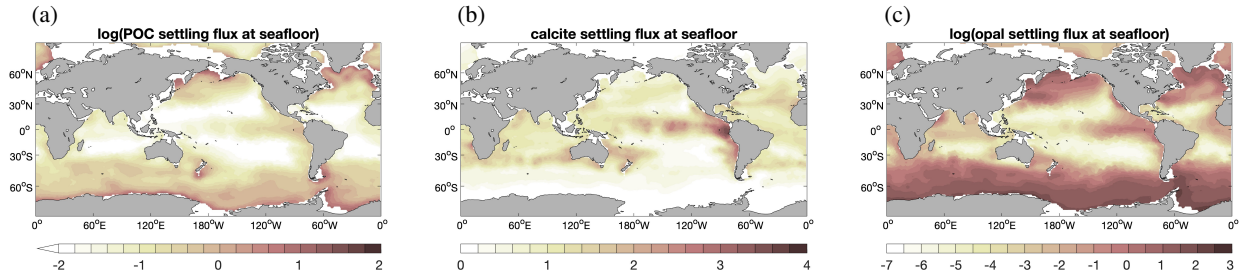 (a)
log(POC settling flux at seafloor)
60°N
30°N
0°
30°S
60°S
0° 60°E 120°E 180°W 120°W 60°W 0°
-2 -1 0 1 2
(b)
calcite settling flux at seafloor
60°N
30°N
0°
30°S
60°S
0° 60°E 120°E 180°W 120°W 60°W 0°
0 1 2 3 4
(c)
log(opal settling flux at seafloor)
60°N
30°N
0°
30°S
60°S
0° 60°E 120°E 180°W 120°W 60°W 0°
-7 -6 -5 -4 -3 -2 -1 0 1 2 3